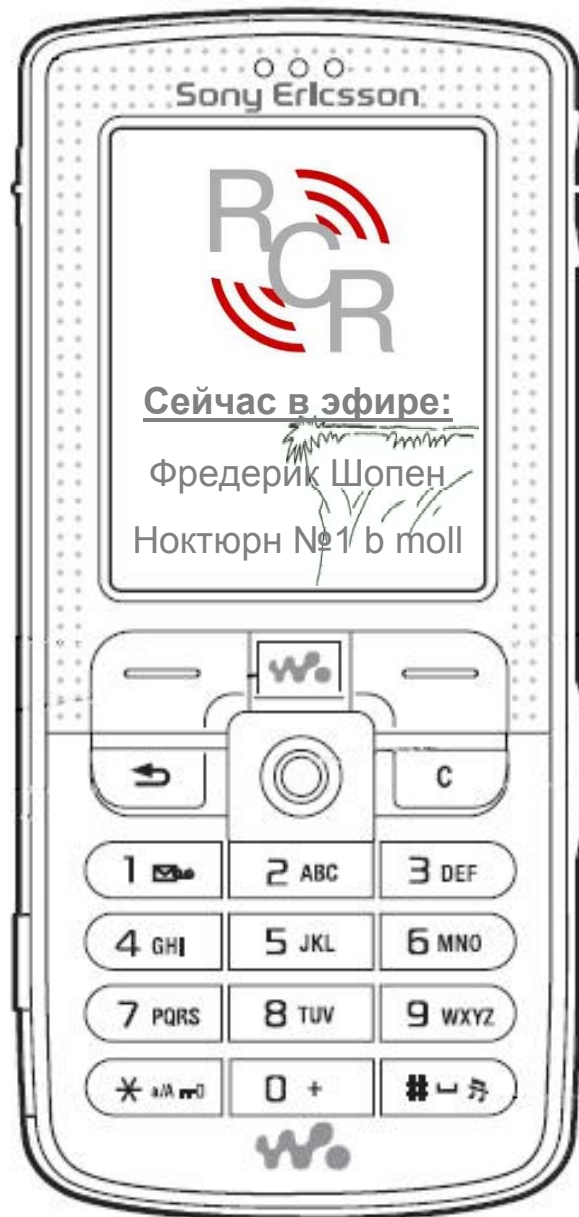 Sony Ericsson
R
C
R
Сейчас в эфире:
Фредерик Шопен
Ноктюрн №1 b moll
C
1
2 ABC
3 DEF
4 GHI
5 JKL
6 MNO
7 PQRS
8 TUV
9 WXYZ
* a/A
0 +
#